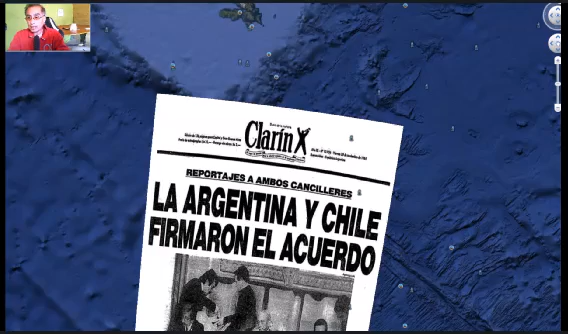 Clarín
REPORTAJES A AMBOS CANCILLERES
LA ARGENTINA Y CHILE
FIRMARON EL ACUERDO